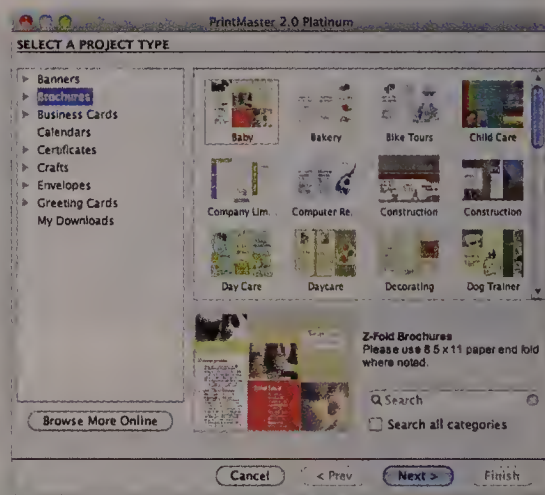 PrintMaster 2.0 Platinum
SELECT A PROJECT TYPE
Banners
Brochures
Business Cards
Calendars
Certificates
Crafts
Envelopes
Greeting Cards
My Downloads
Baby
Bakery
Bike Tours
Child Care
Company Lim..
Computer Re.
Construction
Construction
Day Care
Daycare
Decorating
Dog Trainer
Z-Fold Brochures
Please use 8.5 x 11 paper end fold
where noted.
Search
Search all categories
Browse More Online
Cancel
< Prev
Next >
Finish